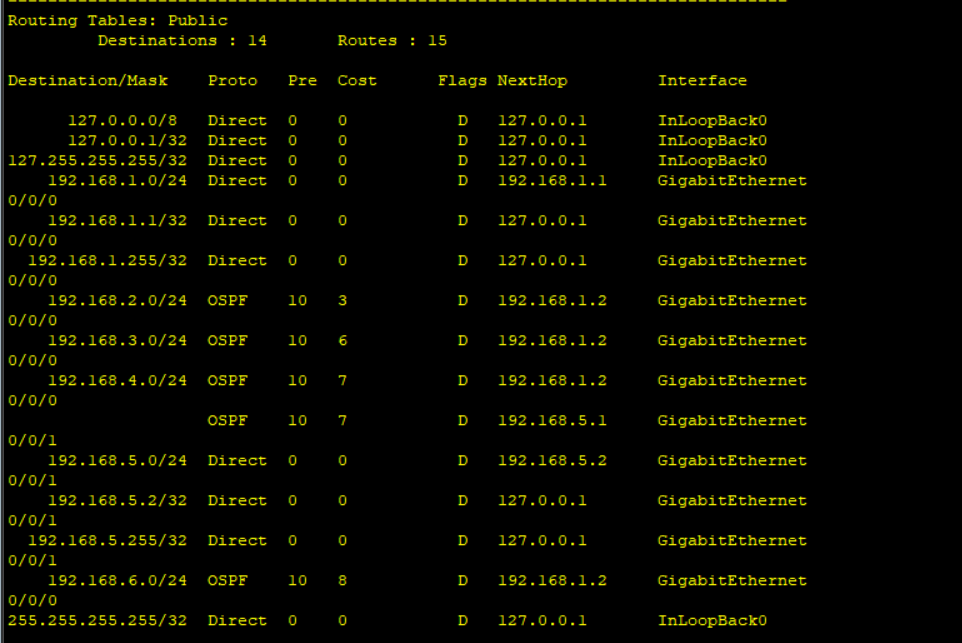 Routing Tables: Public
         Destinations : 14       Routes : 15

Destination/Mask    Proto   Pre  Cost      Flags NextHop         Interface

      127.0.0.0/8   Direct  0    0           D   127.0.0.1       InLoopBack0
      127.0.0.1/32  Direct  0    0           D   127.0.0.1       InLoopBack0
127.255.255.255/32  Direct  0    0           D   127.0.0.1       InLoopBack0
    192.168.1.0/24  Direct  0    0           D   192.168.1.1     GigabitEthernet
0/0/0
    192.168.1.1/32  Direct  0    0           D   127.0.0.1       GigabitEthernet
0/0/0
  192.168.1.255/32  Direct  0    0           D   127.0.0.1       GigabitEthernet
0/0/0
    192.168.2.0/24  OSPF    10   3           D   192.168.1.2     GigabitEthernet
0/0/0
    192.168.3.0/24  OSPF    10   6           D   192.168.1.2     GigabitEthernet
0/0/0
    192.168.4.0/24  OSPF    10   7           D   192.168.1.2     GigabitEthernet
0/0/0
                    OSPF    10   7           D   192.168.5.1     GigabitEthernet
0/0/1
    192.168.5.0/24  Direct  0    0           D   192.168.5.2     GigabitEthernet
0/0/1
    192.168.5.2/32  Direct  0    0           D   127.0.0.1       GigabitEthernet
0/0/1
  192.168.5.255/32  Direct  0    0           D   127.0.0.1       GigabitEthernet
0/0/1
    192.168.6.0/24  OSPF    10   8           D   192.168.1.2     GigabitEthernet
0/0/0
255.255.255.255/32  Direct  0    0           D   127.0.0.1       InLoopBack0